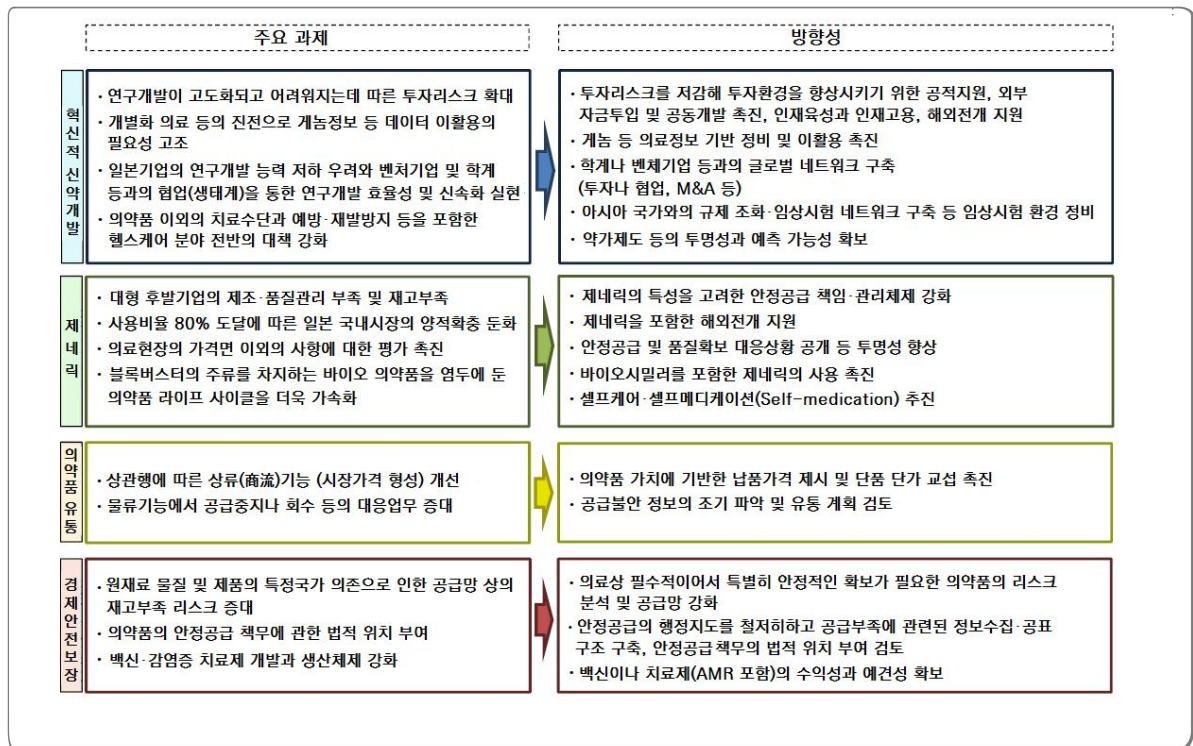 주요 과제
방향성
혁신적 신약개발
· 연구개발이 고도화되고 어려워지는데 따른 투자리스크 확대
· 개별화 의료 등의 진전으로 게놈정보 등 데이터 이활용의
필요성 고조
· 일본기업의 연구개발 능력 저하 우려와 벤처기업 및 학계
등과의 협업(생태계)을 통한 연구개발 효율성 및 신속화 실현
· 의약품 이외의 치료수단과 예방·재발방지 등을 포함한
헬스케어 분야 전반의 대책 강화
· 투자리스크를 저감해 투자환경을 향상시키기 위한 공적지원, 외부
자금투입 및 공동개발 촉진, 인재육성과 인재고용, 해외전개 지원
· 게놈 등 의료정보 기반 정비 및 이활용 촉진
· 학계나 벤체기업 등과의 글로벌 네트워크 구축
(투자나 협업, M&A 등)
· 아시아 국가와의 규제 조화·임상시험 네트워크 구축 등 임상시험 환경 정비
· 약가제도 등의 투명성과 예측 가능성 확보
제네릭
· 대형 후발기업의 제조·품질관리 부족 및 재고부족
· 사용비율 80% 도달에 따른 일본 국내시장의 양적확충 둔화
· 의료현장의 가격면 이외의 사항에 대한 평가 촉진
· 블록버스터의 주류를 차지하는 바이오 의약품을 염두에 둔
의약품 라이프 사이클을 더욱 가속화
· 제네릭의 특성을 고려한 안정공급 책임·관리체제 강화
· 제네릭을 포함한 해외전개 지원
· 안정공급 및 품질확보 대응상황 공개 등 투명성 향상
· 바이오시밀러를 포함한 제네릭의 사용 촉진
· 셀프케어·셀프메디케이션(Self-medication) 추진
의약품 유통
· 상관행에 따른 상류(商流)기능 (시장가격 형성) 개선
· 물류기능에서 공급중지나 회수 등의 대응업무 증대
· 의약품 가치에 기반한 납품가격 제시 및 단품 단가 교섭 촉진
· 공급불안 정보의 조기 파악 및 유통 계획 검토
경제안전보장
· 원재료 물질 및 제품의 특정국가 의존으로 인한 공급망 상의
재고부족 리스크 증대
· 의약품의 안정공급 책무에 관한 법적 위치 부여
· 백신·감염증 치료제 개발과 생산체제 강화
· 의료상 필수적이어서 특별히 안정적인 확보가 필요한 의약품의 리스크
분석 및 공급망 강화
· 안정공급의 행정지도를 철저히하고 공급부족에 관련된 정보수집·공표
구조 구축, 안정공급책무의 법적 위치 부여 검토
· 백신이나 치료제(AMR 포함)의 수익성과 예견성 확보